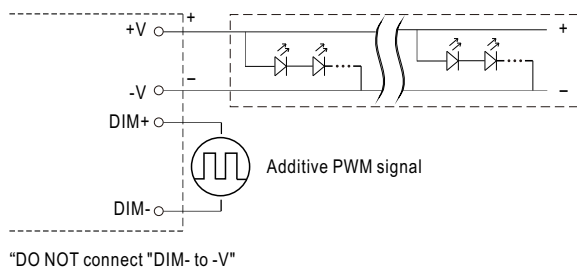 +V
+
+
-V
–
–
DIM+
Additive PWM signal
DIM-
“DO NOT connect "DIM- to -V"